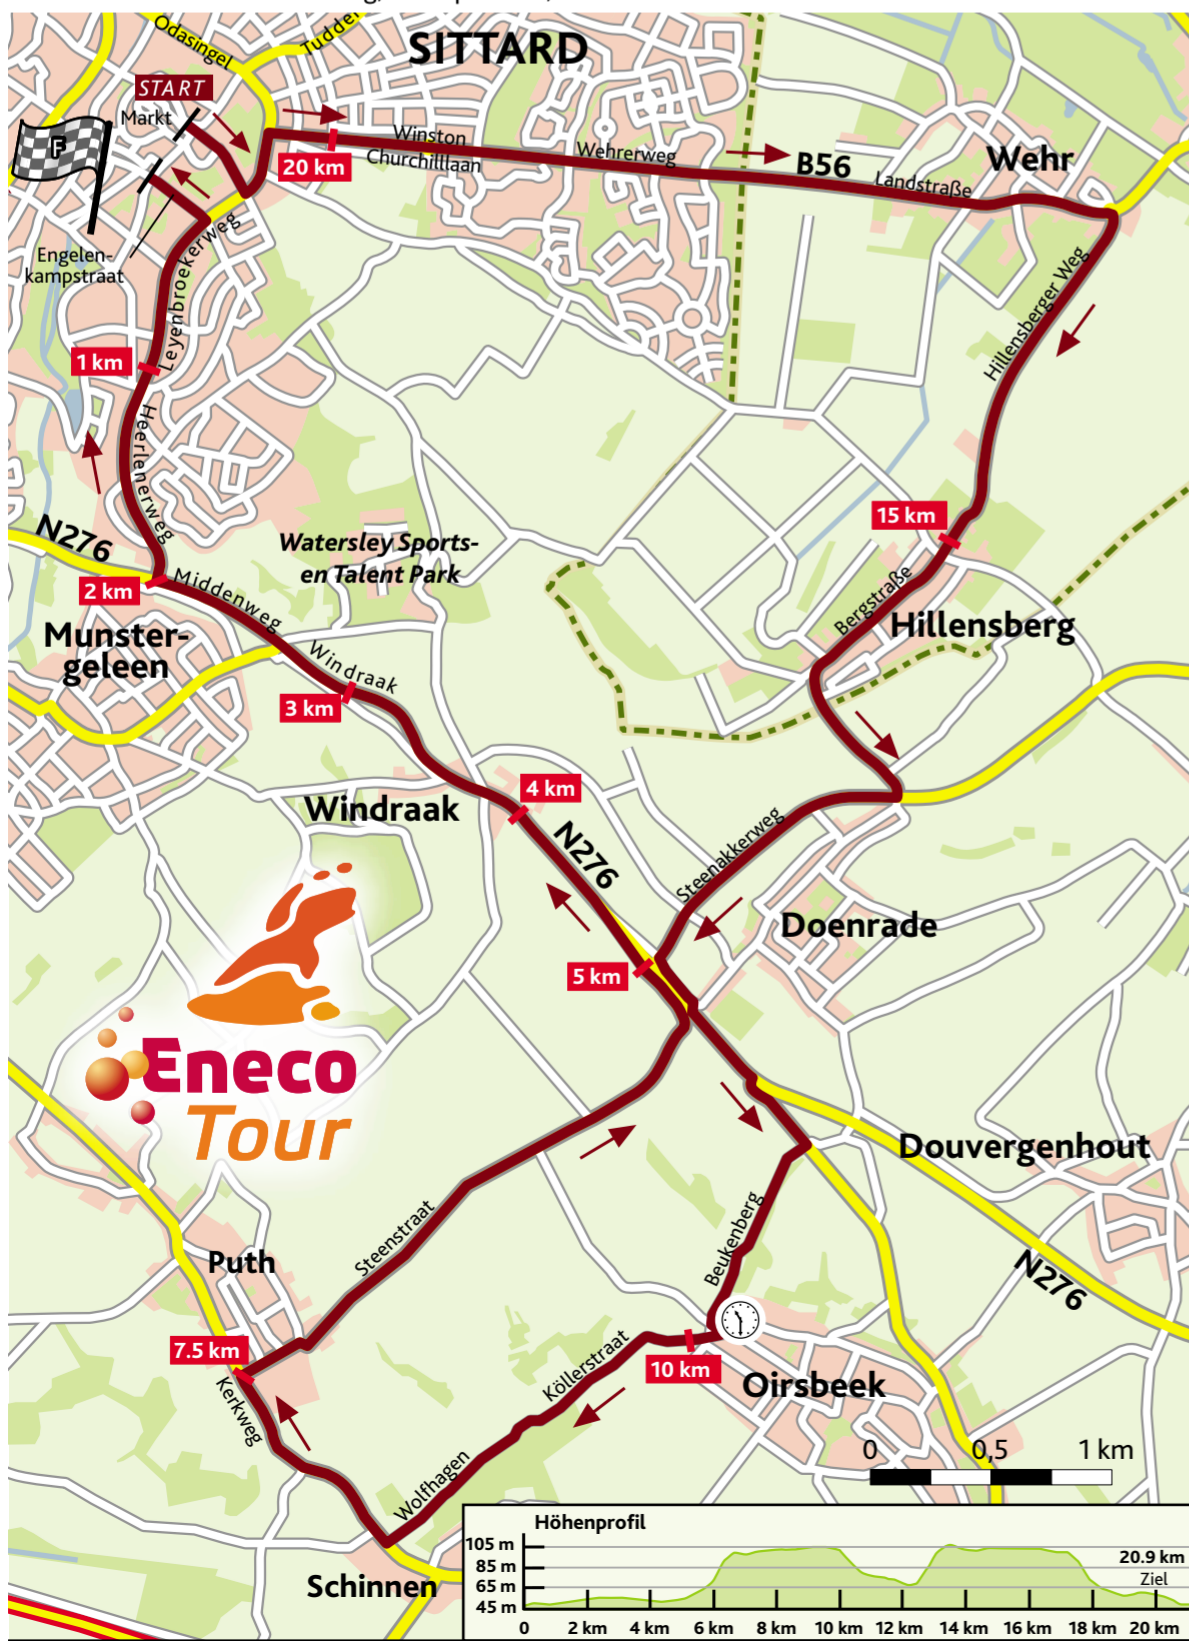 Odasingel
Tudder
SITTARD
START
Markt
F
20 km
Winston
Churchilllaan
Wehrerweg
B56
Landstraße
Wehr
Engelen-
kampstraat
Leyenbroekerweg
Hillensberger Weg
1 km
Heerlenerweg
N276
2 km
Middenweg
Watersley Sports-
en Talent Park
15 km
Bergstraße
Hillensberg
Munster-
geleen
Windraak
3 km
4 km
Windraak
N276
Steenakkerweg
Doenrade
5 km
Eneco
Tour
Douvergenhout
Beukenberg
Steenstraat
Puth
N276
7.5 km
Kerkweg
Köllerstraat
10 km
Oirsbeek
0 0,5 1 km
Wolfhagen
Schinnen
Höhenprofil
105 m
85 m
65 m
45 m
20.9 km
Ziel
0 2 km 4 km 6 km 8 km 10 km 12 km 14 km 16 km 18 km 20 km